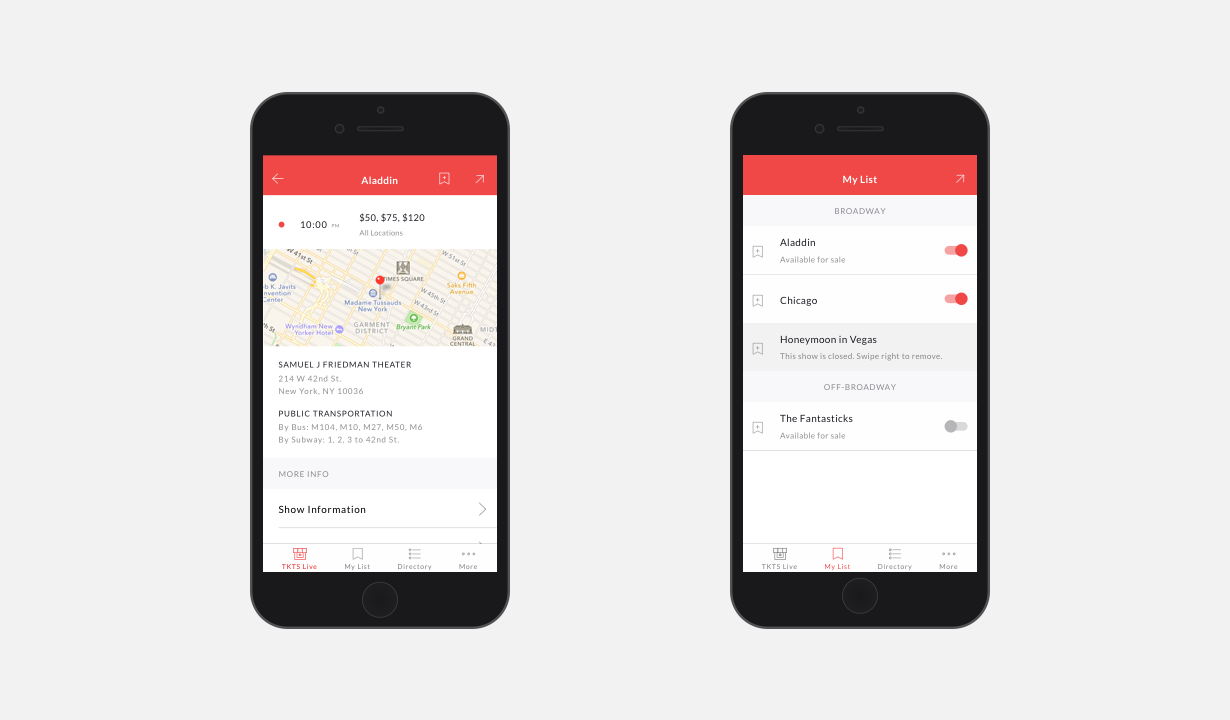 Aladdin
10:00 PM
$50, $75, $120
All Locations
W 41st St
W 51st St
W 54th St
b K. Javits
nvention
Center
TIMES SQUARE
Saks Fifth
Avenue
Madame Tussauds
New York
W 45th St
W 43rd St
Wyndham New
Yorker Hotel
GARMENT
DISTRICT
Bryant Park
GRAND
CENTRAL
MIDT
SAMUEL J FRIEDMAN THEATER
214 W 42nd St.
New York, NY 10036
PUBLIC TRANSPORTATION
By Bus: M104, M10, M27, M50, M6
By Subway: 1, 2, 3 to 42nd St.
MORE INFO
Show Information
TKTS Live
My List
Directory
More
My List
BROADWAY
Aladdin
Available for sale
Chicago
Honeymoon in Vegas
This show is closed. Swipe right to remove.
OFF-BROADWAY
The Fantasticks
Available for sale
TKTS Live
My List
Directory
More